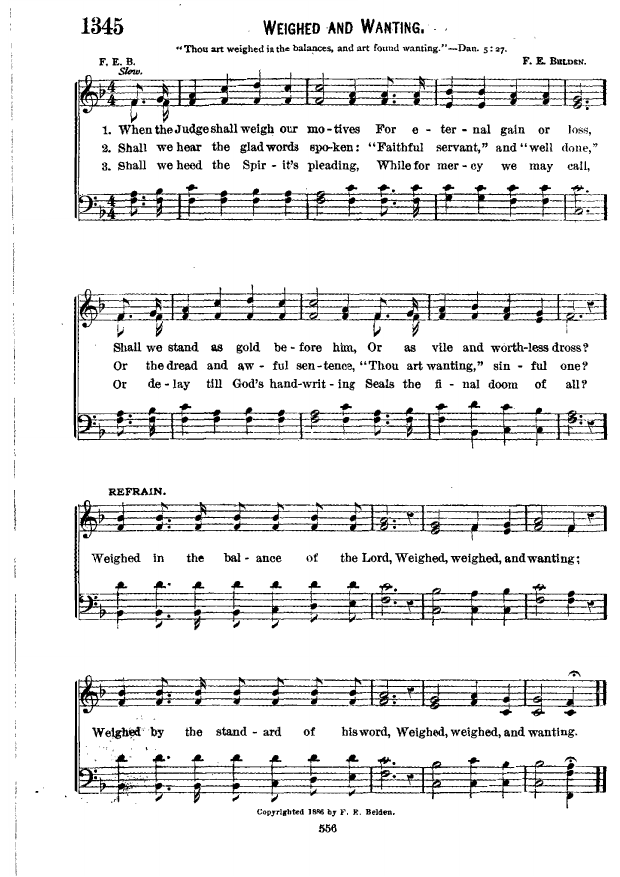 1345
WEIGHED AND WANTING.
"Thou art weighed in the balances, and art found wanting."—Dan. 5:27.
F. E. B. F. E. BELDEN.
Slow.
1. When the Judge shall weigh our mo-tives For e - ter - nal gain or loss,
2. Shall we hear the glad words spo-ken: "Faithful servant," and "well done,"
3. Shall we heed the Spir - it's pleading, While for mer - cy we may call,
Shall we stand as gold be - fore him, Or as vile and worth-less dross?
Or the dread and aw - ful sen - tence, "Thou art wanting," sin - ful one?
Or de - lay till God's hand-writ - ing Seals the fi - nal doom of all?
REFRAIN.
Weighed in the bal - ance of the Lord, Weighed, weighed, and wanting;
Weighed by the stand - ard of his word, Weighed, weighed, and wanting.
Copyrighted 1886 by F. E. Belden.
556